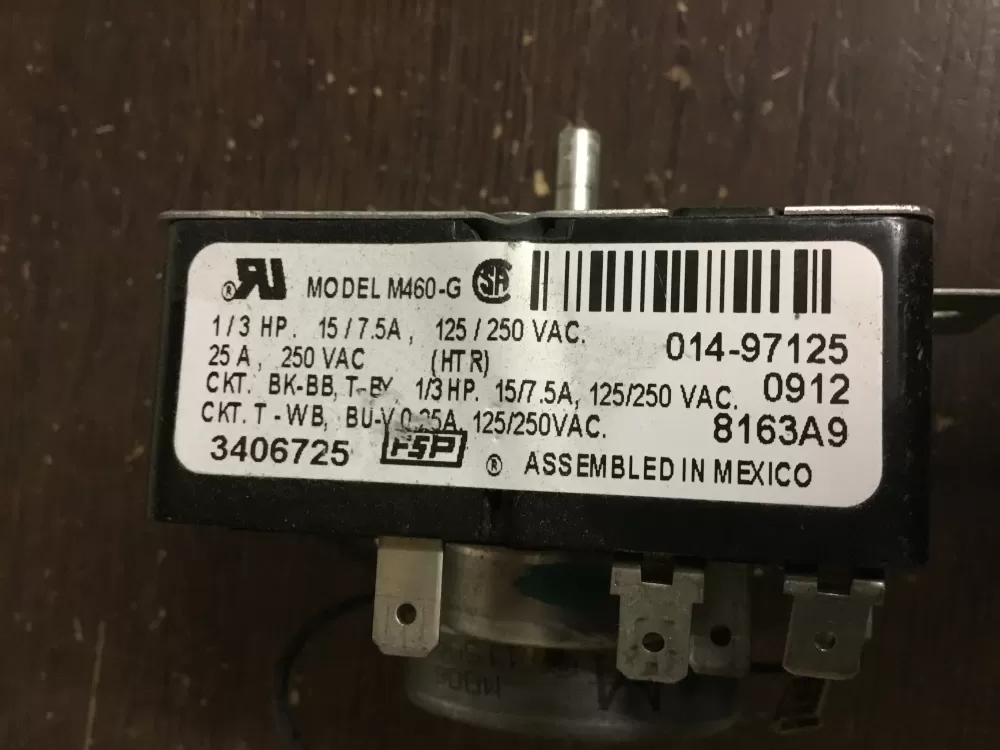 ® RU MODEL M460-G SA
1/3 HP. 15/7.5A, 125/250 VAC.
014-97125
25 A, 250 VAC (HTR)
0912
CKT. BK-BB, T-BY, 1/3 HP. 15/7.5A, 125/250 VAC.
CKT. T-WB, BU-V 0.25A, 125/250VAC.
8163A9
3406725 FSP ® ASSEMBLED IN MEXICO